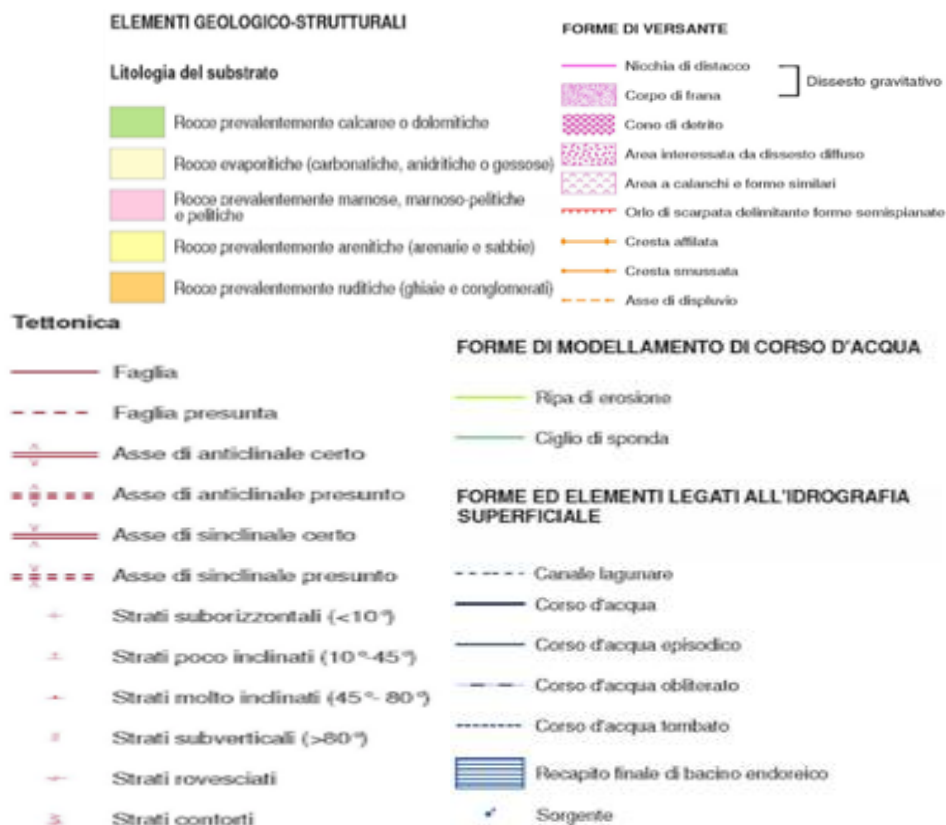 ELEMENTI GEOLOGICO-STRUTTURALI
Litologia del substrato
Rocce prevalentemente calcaree o dolomitiche
Rocce evaporitiche (carbonatiche, anidritiche o gessose)
Rocce prevalentemente marnose, marnoso-pelitiche
e pelitiche
Rocce prevalentemente arenitiche (arenarie e sabbie)
Rocce prevalentemente ruditiche (ghiaie e conglomerati)
Tettonica
Faglia
Faglia presunta
Asse di anticlinale certo
Asse di anticlinale presunto
Asse di sinclinale certo
Asse di sinclinale presunto
Strati suborizzontali (<10°)
Strati poco inclinati (10°-45°)
Strati molto inclinati (45°- 80°)
Strati subverticali (>80°)
Strati rovesciati
Strati contorti
FORME DI VERSANTE
Nicchia di distacco
Corpo di frana
Dissesto gravitativo
Cono di detrito
Area interessata da dissesto diffuso
Area a calanchi e forme similari
Orlo di scarpata delimitante forme semispianate
Cresta affilata
Cresta smussata
Asse di displuvio
FORME DI MODELLAMENTO DI CORSO D'ACQUA
Ripa di erosione
Ciglio di sponda
FORME ED ELEMENTI LEGATI ALL'IDROGRAFIA
SUPERFICIALE
Canale lagunare
Corso d'acqua
Corso d'acqua episodico
Corso d'acqua obliterato
Corso d'acqua tombato
Recapito finale di bacino endoreico
Sorgente